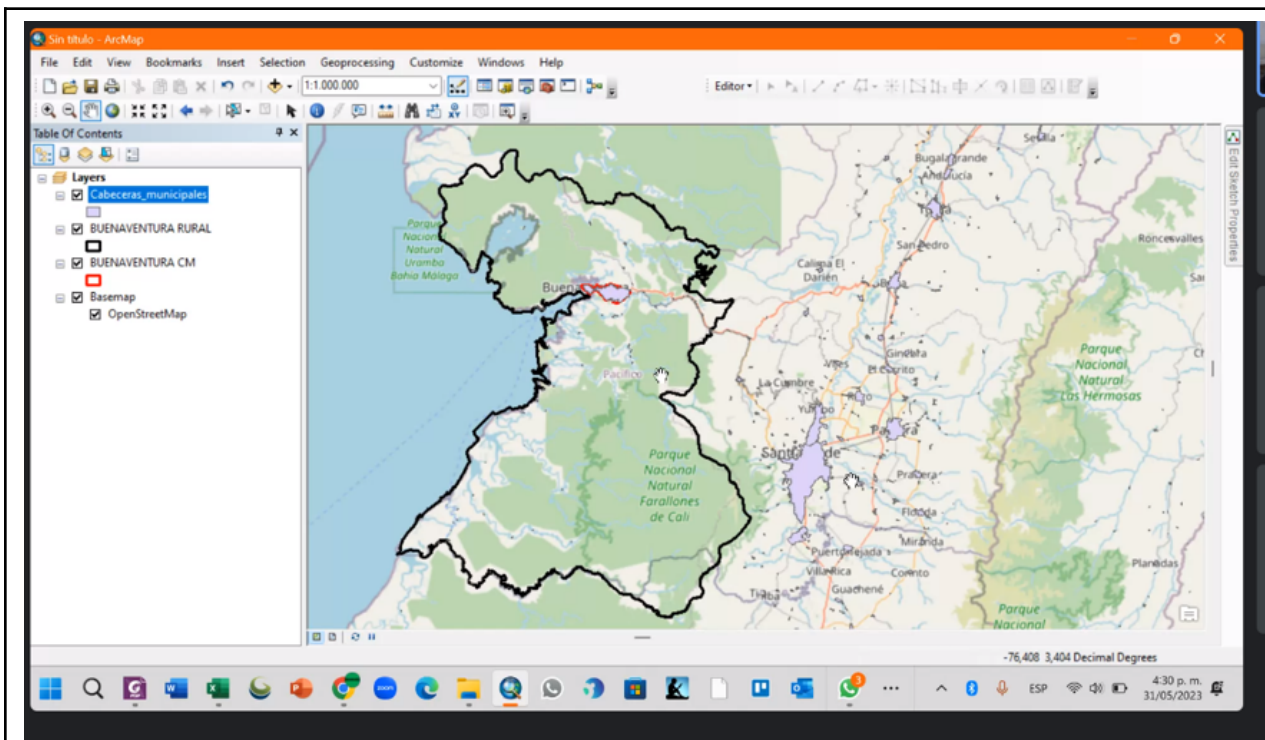 Sin título - ArcMap
File Edit View Bookmarks Insert Selection Geoprocessing Customize Windows Help
1:1.000.000
Editor
Table Of Contents
Layers
Cabeceras_municipales
BUENAVENTURA RURAL
BUENAVENTURA CM
Basemap
OpenStreetMap
Edit Sketch Properties
Sevilla
Bugalagrande
Andalucía
Roncesvalles
San Pedro
Parque
Nacional
Natural
Uramba
Bahía Málaga
Calima El
Darién
Ginebra
El Cerrito
Vijes
La Cumbre
Pacífico
Parque
Nacional
Natural
Las Hermosas
Parque
Nacional
Natural
Farallones
de Cali
de
Pradera
Florida
Miranda
Puerto Tejada
Villa Rica
Corinto
Guachené
Planadas
Parque
Nacional
-76,408 3,404 Decimal Degrees
zoom
3
ESP
4:30 p. m.
31/05/2023